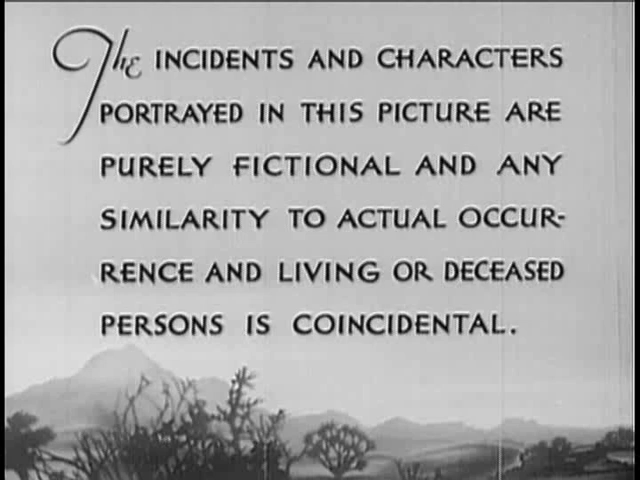 The INCIDENTS AND CHARACTERS
PORTRAYED IN THIS PICTURE ARE
PURELY FICTIONAL AND ANY
SIMILARITY TO ACTUAL OCCUR-
RENCE AND LIVING OR DECEASED
PERSONS IS COINCIDENTAL.